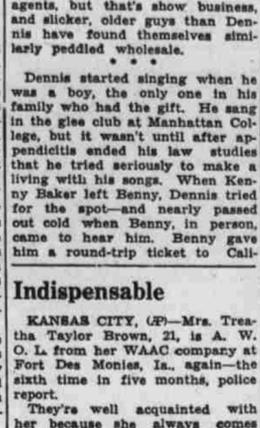 agents, but that's show business,
and slicker, older guys than Den-
nis have found themselves simi-
larly peddled wholesale.
* * *
Dennis started singing when he
was a boy, the only one in his
family who had the gift. He sang
in the glee club at Manhattan Col-
lege, but it wasn't until after ap-
pendicitis ended his law studies
that he tried seriously to make a
living with his songs. When Ken-
ny Baker left Benny, Dennis tried
for the spot—and nearly passed
out cold when Benny, in person,
came to hear him. Benny gave
him a round-trip ticket to Cali-
Indispensable
KANSAS CITY, (AP)—Mrs. Trea-
tha Taylor Brown, 21, is A. W.
O. L. from her WAAC company at
Fort Des Monies, Ia., again—the
sixth time in five months, police
report.
They're well acquainted with
her because she always comes